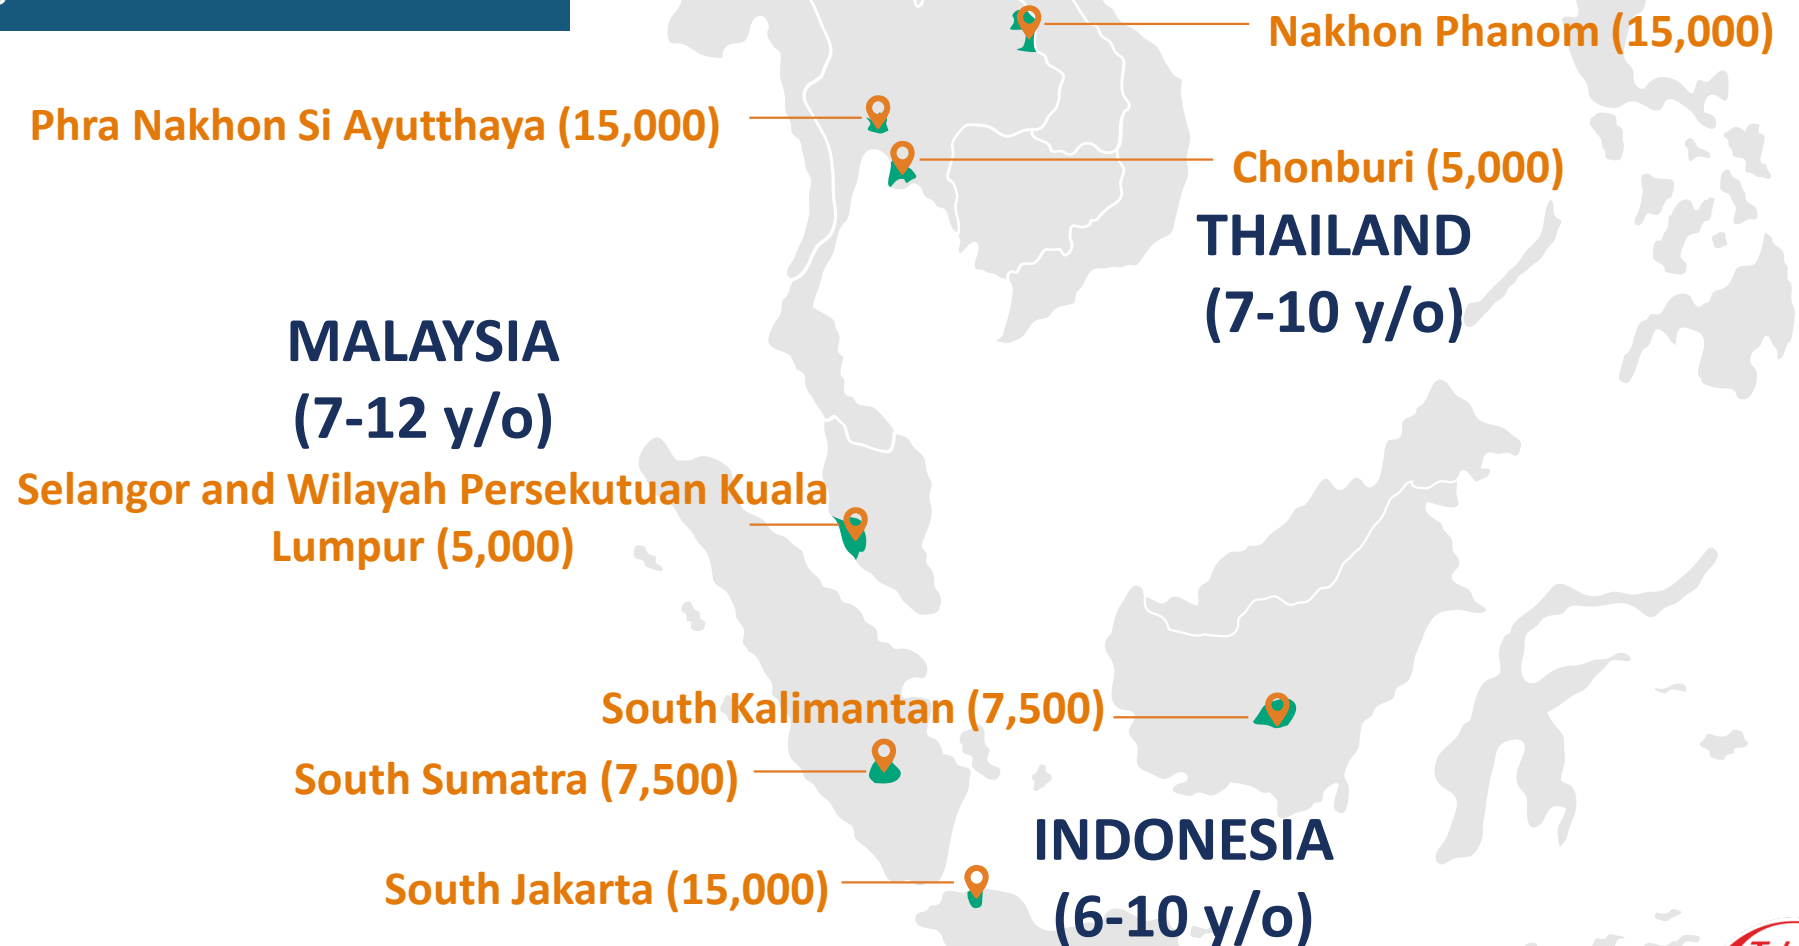 Nakhon Phanom (15,000)
Phra Nakhon Si Ayutthaya (15,000)
Chonburi (5,000)
THAILAND
(7-10 y/o)
MALAYSIA
(7-12 y/o)
Selangor and Wilayah Persekutuan Kuala
Lumpur (5,000)
South Kalimantan (7,500)
South Sumatra (7,500)
INDONESIA
(6-10 y/o)
South Jakarta (15,000)